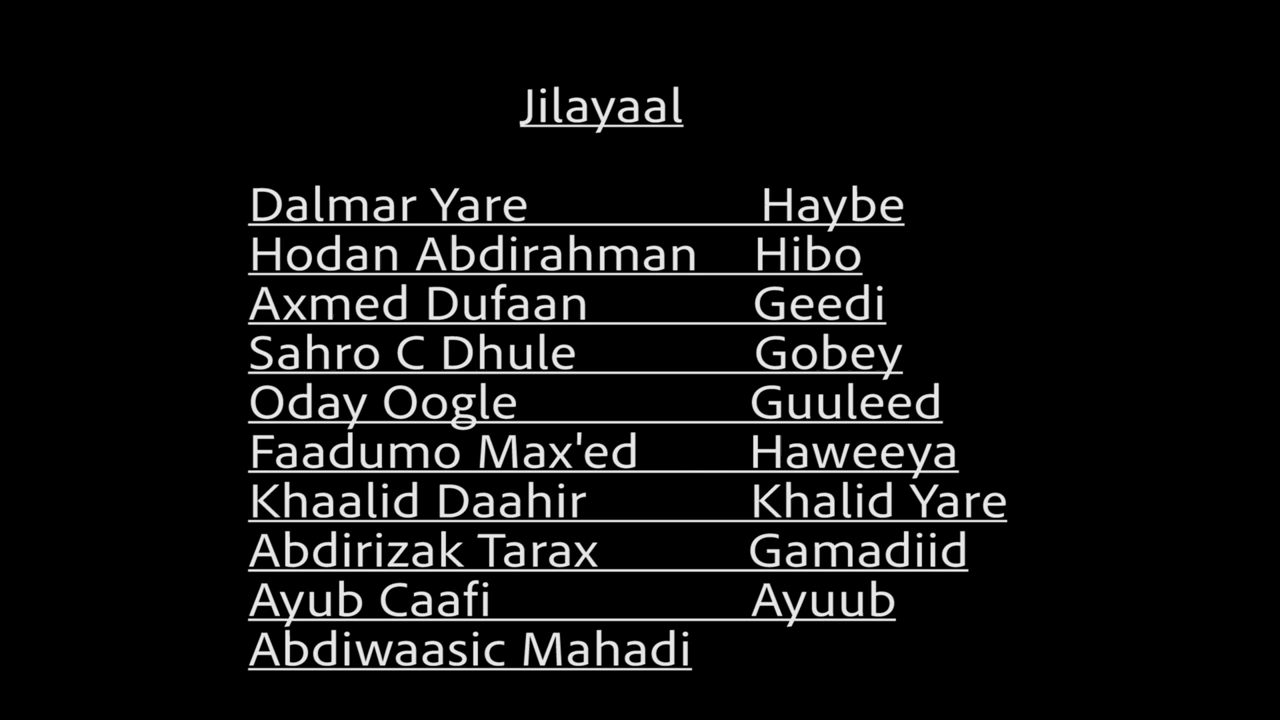 Jilayaal
Dalmar Yare Haybe
Hodan Abdirahman Hibo
Axmed Dufaan Geedi
Sahro C Dhule Gobey
Oday Oogle Guuleed
Faadumo Max'ed Haweeya
Khaalid Daahir Khalid Yare
Abdirizak Tarax Gamadiid
Ayub Caafi Ayuub
Abdiwaasic Mahadi